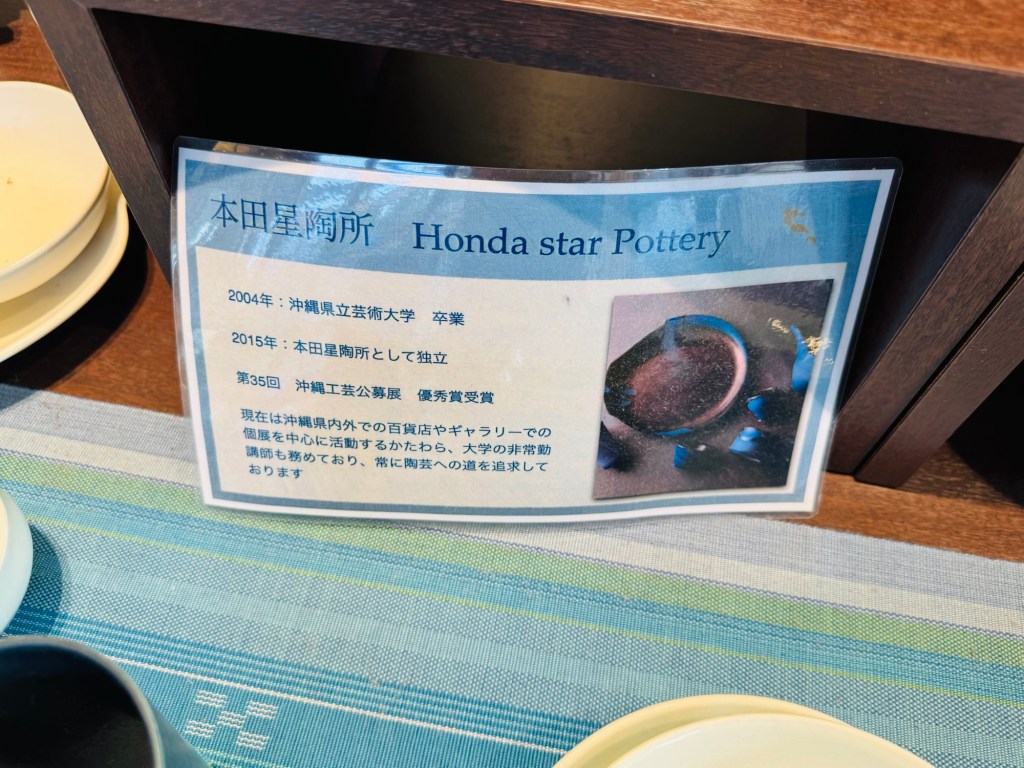 本田星陶所　Honda star Pottery
2004年：沖縄県立芸術大学　卒業
2015年：本田星陶所として独立
第35回　沖縄工芸公募展　優秀賞受賞
現在は沖縄県内外での百貨店やギャラリーでの
個展を中心に活動するかたわら、大学の非常勤
講師も務めており、常に陶芸への道を追求して
おります